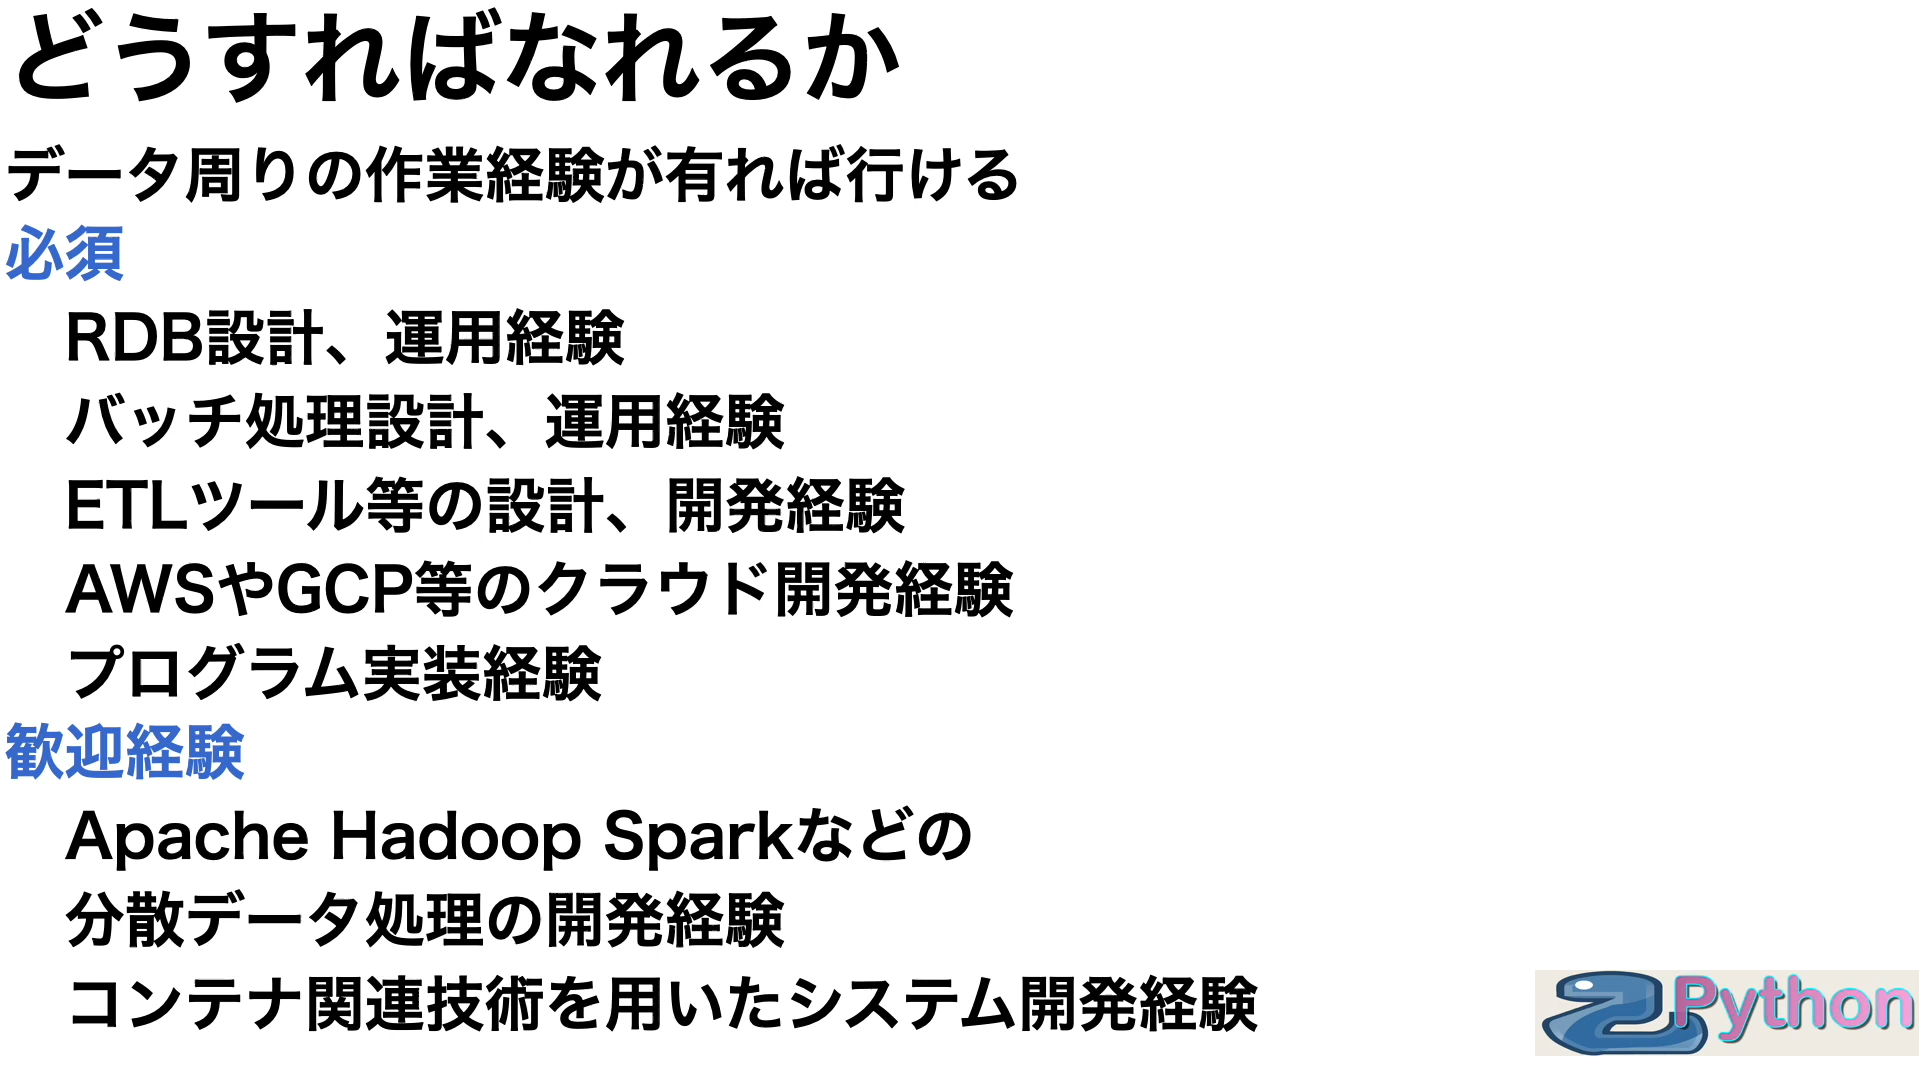 どうすればなれるか
データ周りの作業経験が有れば行ける
必須
RDB設計、運用経験
バッチ処理設計、運用経験
ETLツール等の設計、開発経験
AWSやGCP等のクラウド開発経験
プログラム実装経験
歓迎経験
Apache Hadoop Sparkなどの
分散データ処理の開発経験
コンテナ関連技術を用いたシステム開発経験
Python